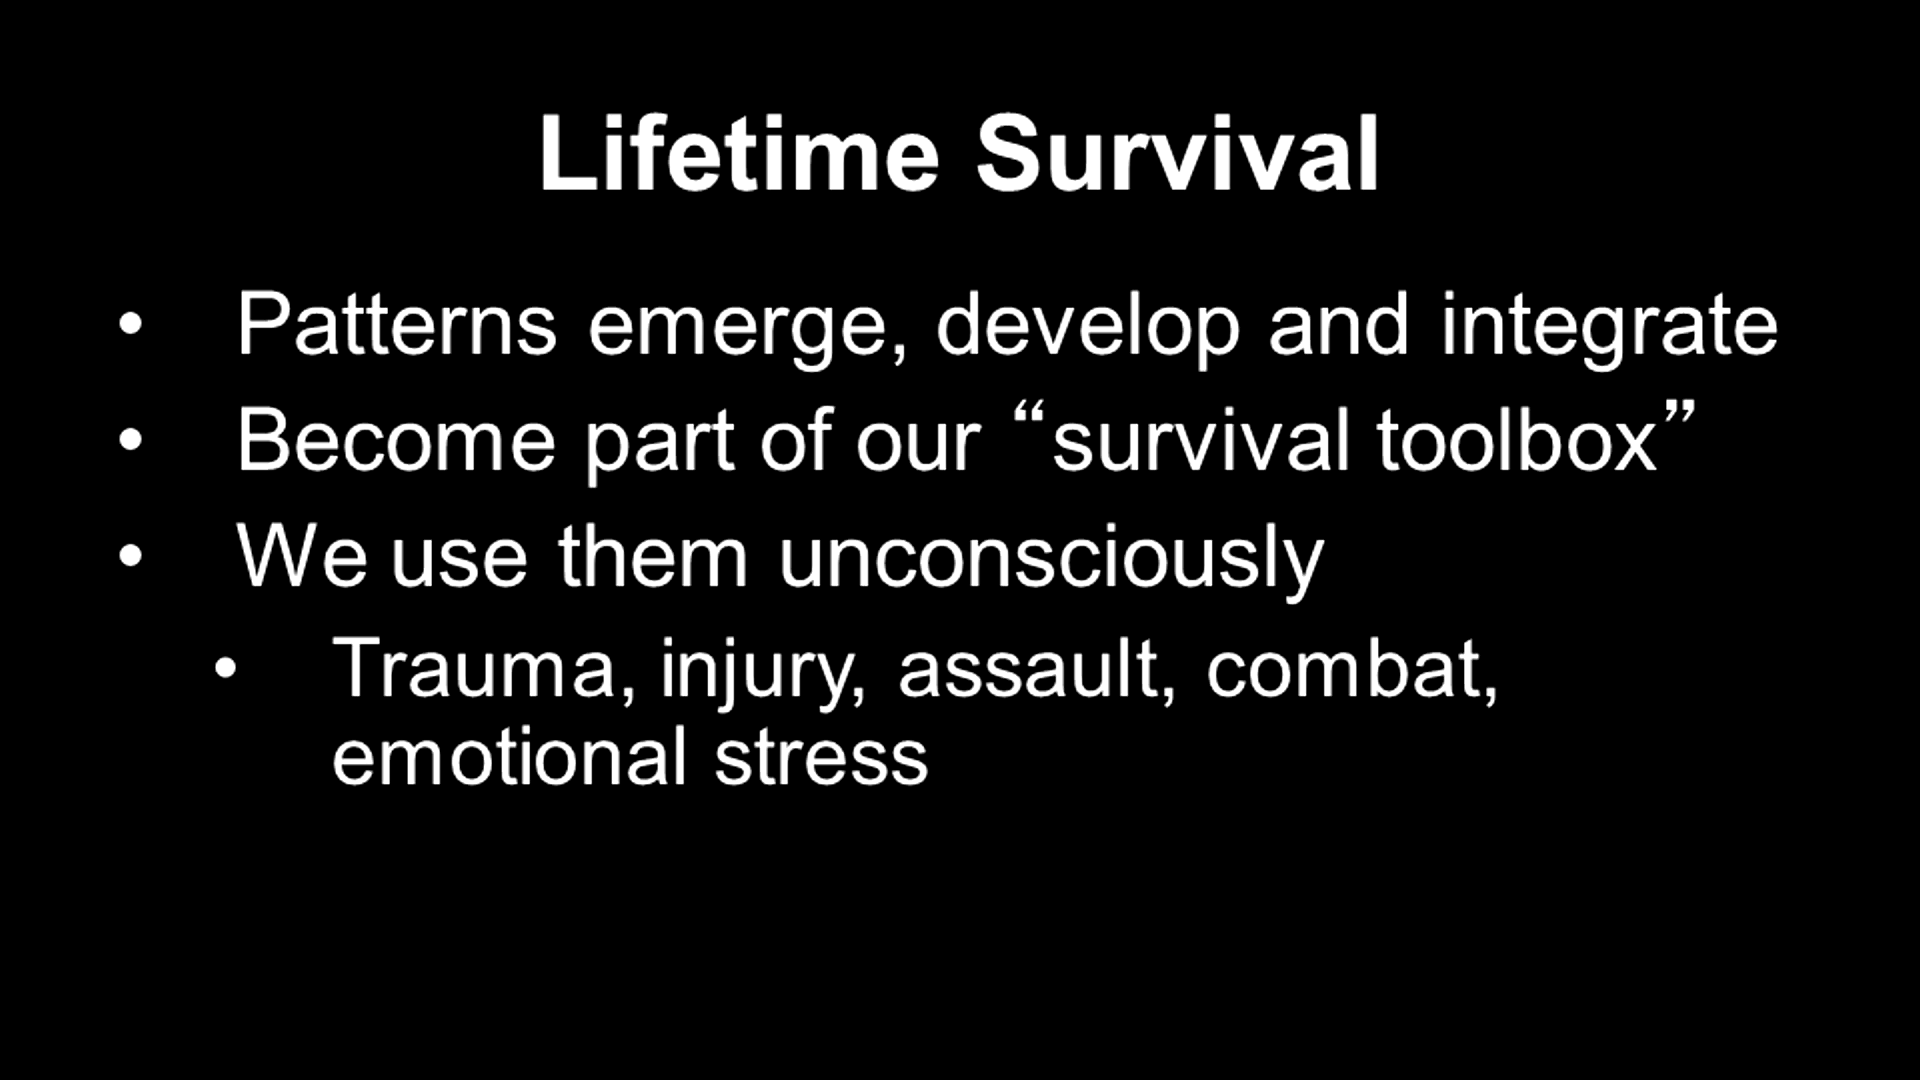 Lifetime Survival
• Patterns emerge, develop and integrate
• Become part of our “survival toolbox”
• We use them unconsciously
• Trauma, injury, assault, combat,
emotional stress